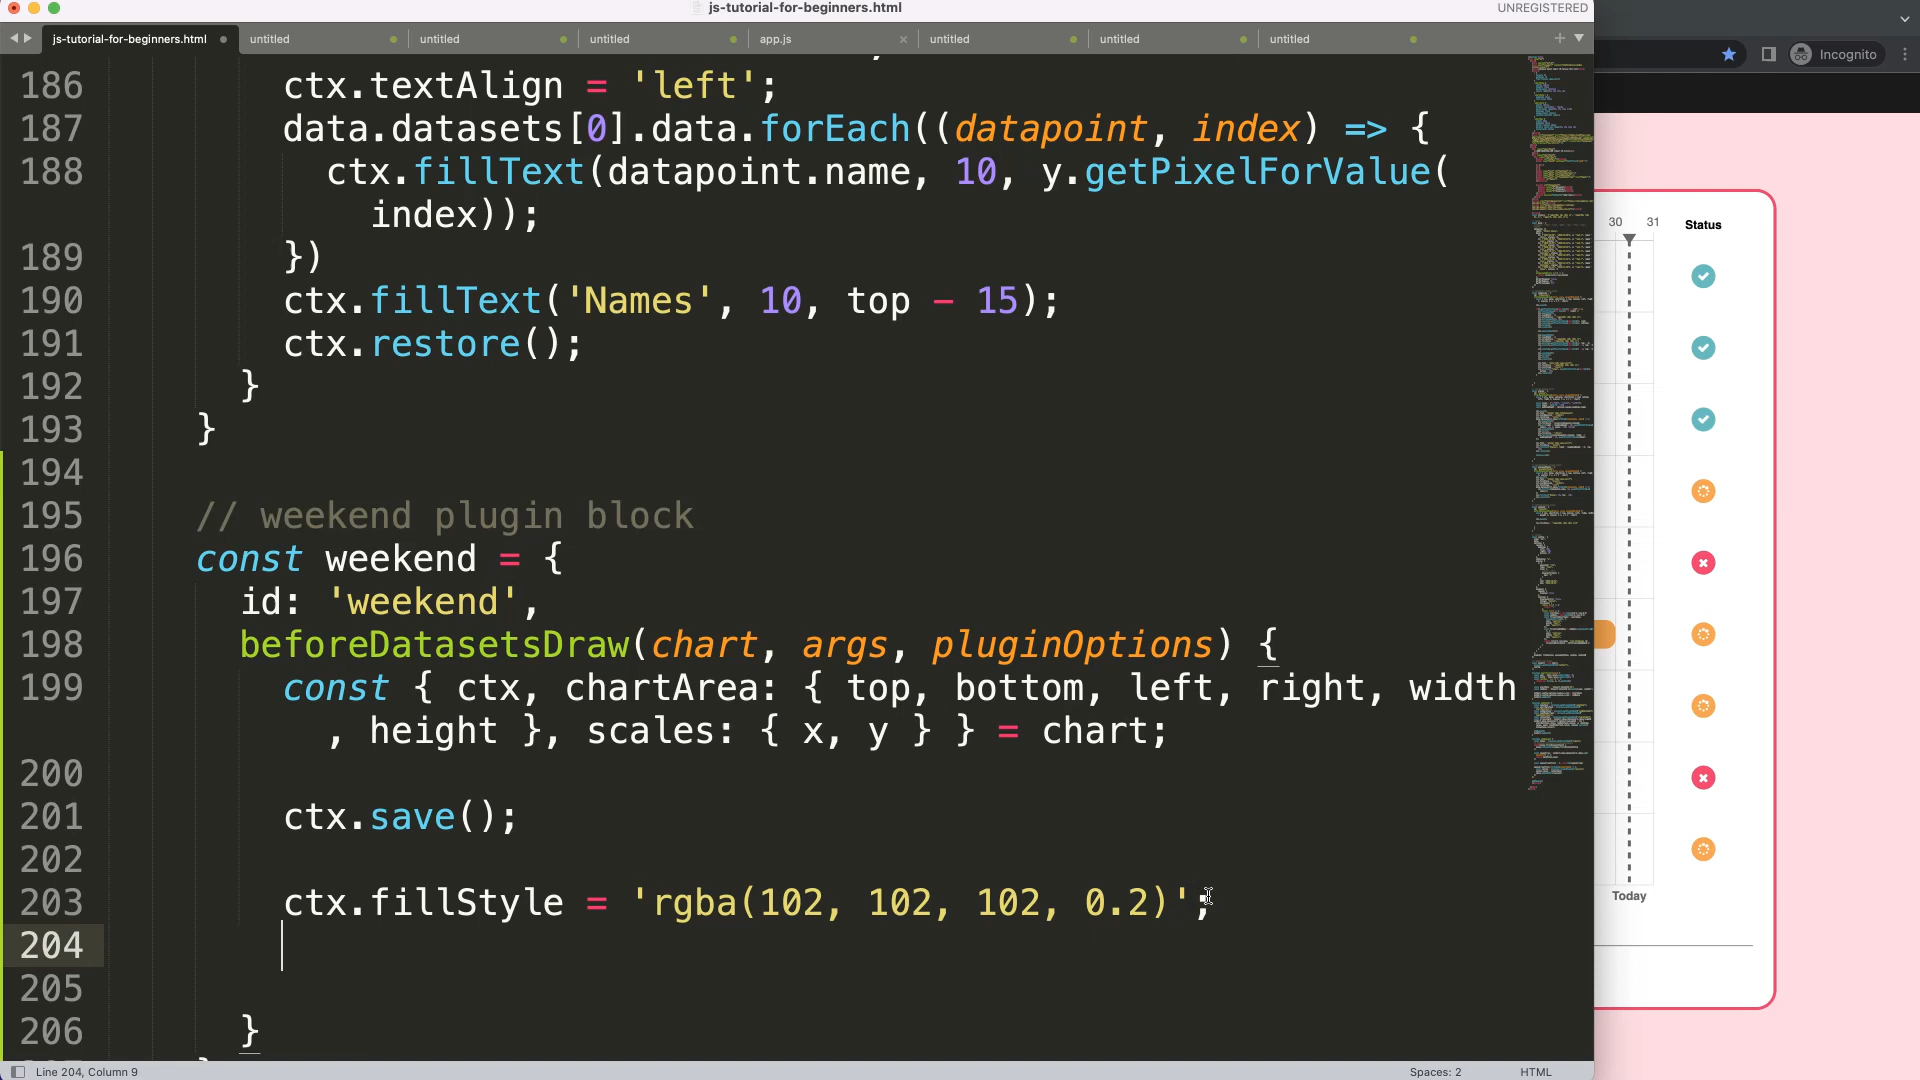 js-tutorial-for-beginners.html
UNREGISTERED
js-tutorial-for-beginners.html
untitled
untitled
untitled
app.js
untitled
untitled
untitled
Incognito
186 ctx.textAlign = 'left';
187 data.datasets[0].data.forEach((datapoint, index) => {
188 ctx.fillText(datapoint.name, 10, y.getPixelForValue(
index));
189 })
190 ctx.fillText('Names', 10, top - 15);
191 ctx.restore();
192 }
193 }
194
195 // weekend plugin block
196 const weekend = {
197 id: 'weekend',
198 beforeDatasetsDraw(chart, args, pluginOptions) {
199 const { ctx, chartArea: { top, bottom, left, right, width
, height }, scales: { x, y } } = chart;
200
201 ctx.save();
202
203 ctx.fillStyle = 'rgba(102, 102, 102, 0.2)';
204
205
206 }
30 31 Status
Today
Line 204, Column 9
Spaces: 2
HTML